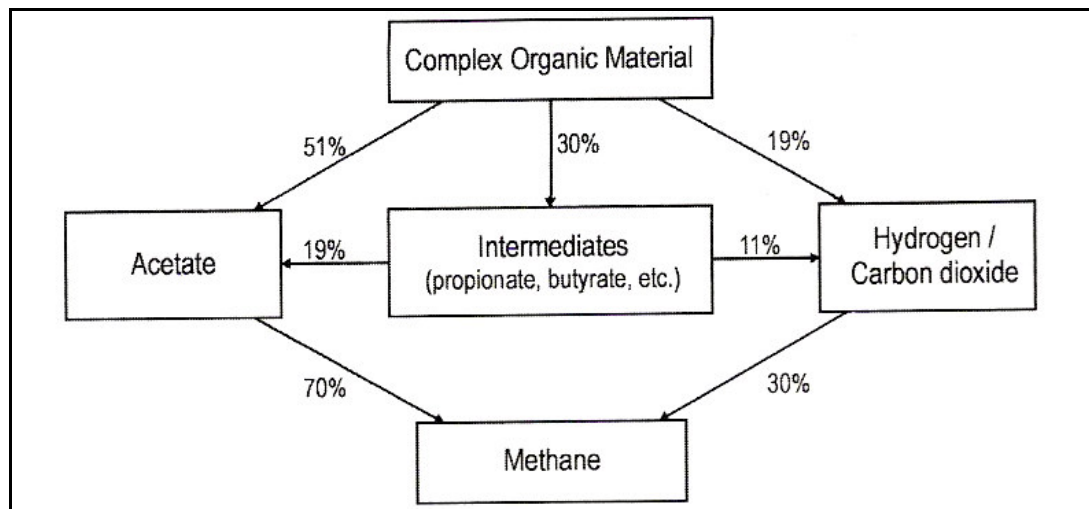 Complex Organic Material
51%
30%
19%
Acetate
19%
Intermediates
(propionate, butyrate, etc.)
11%
Hydrogen /
Carbon dioxide
70%
30%
Methane